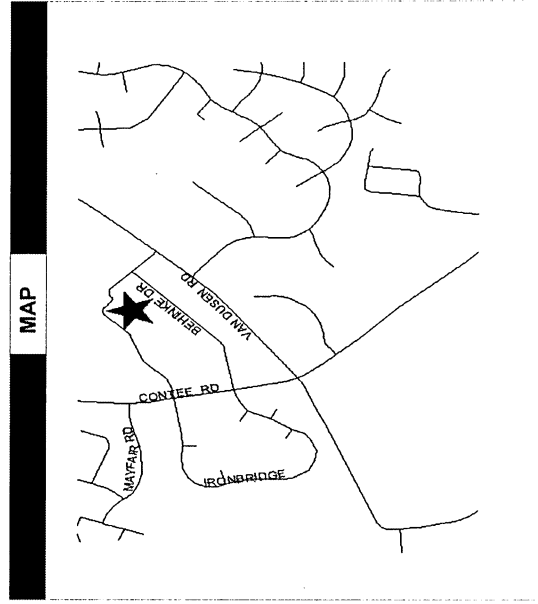 MAP
BEHNKE DR
VAN DUSEN RD
CONTEE RD
MAYFAIR RD
IRONBRIDGE